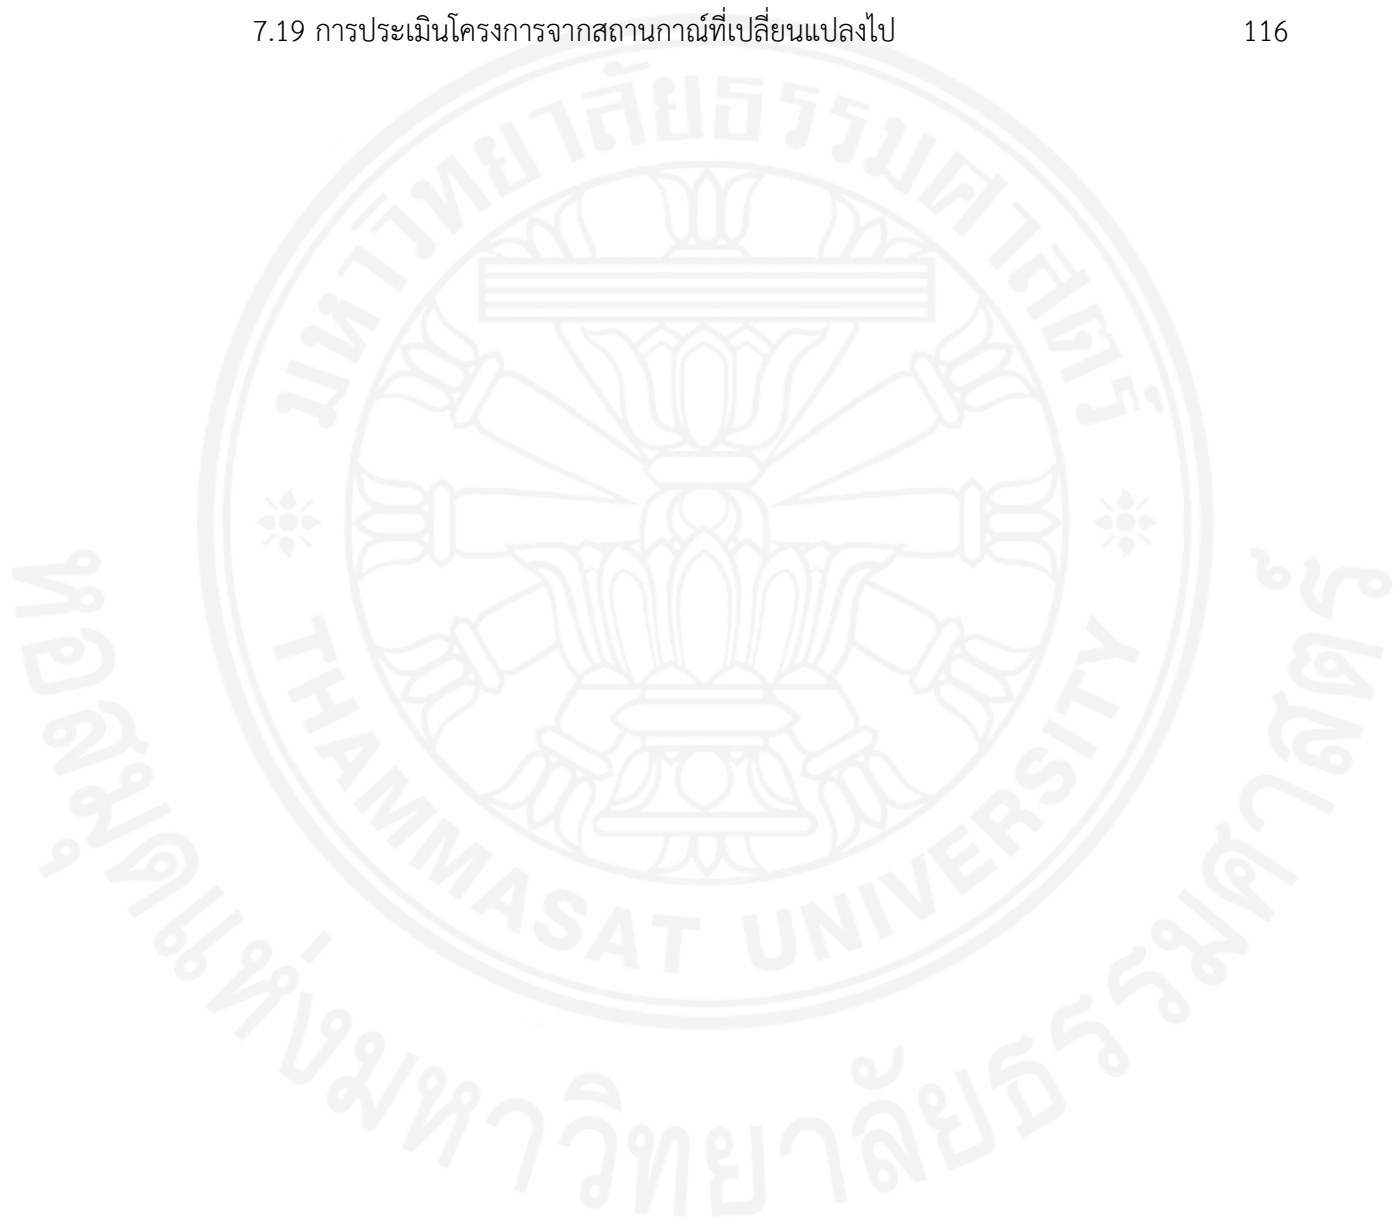 7.19 การประเมินโครงการจากสถานกาณ์ที่เปลี่ยนแปลงไป 116
มหาวิทยาลัยธรรมศาสตร์
THAMMASAT UNIVERSITY
หอสมุดแห่งมหาวิทยาลัยธรรมศาสตร์